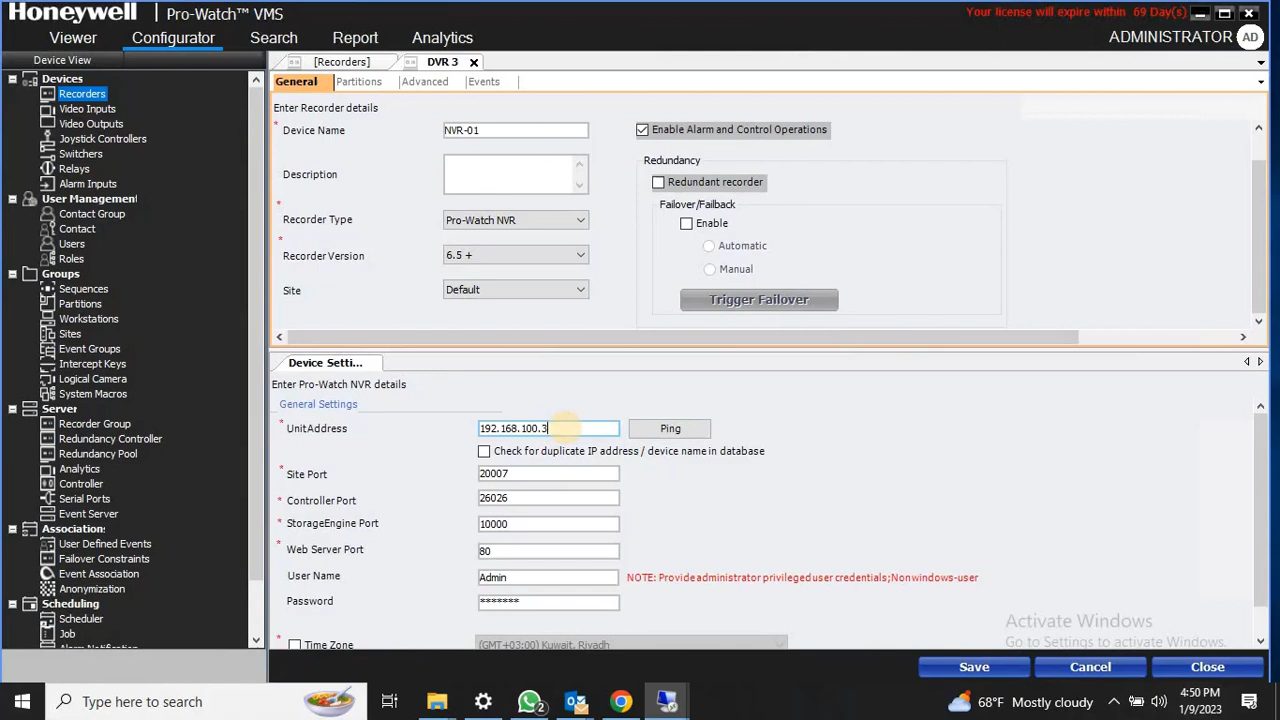 Honeywell Pro-Watch™ VMS
Your license will expire within 69 Day(s)
Viewer Configurator Search Report Analytics
ADMINISTRATOR AD
Device View
[Recorders] DVR 3
General Partitions Advanced Events
Devices
Recorders
Video Inputs
Video Outputs
Joystick Controllers
Switchers
Relays
Alarm Inputs
User Management
Contact Group
Contact
Users
Roles
Groups
Sequences
Partitions
Workstations
Sites
Event Groups
Intercept Keys
Logical Camera
System Macros
Server
Recorder Group
Redundancy Controller
Redundancy Pool
Analytics
Controller
Serial Ports
Event Server
Associations
User Defined Events
Failover Constraints
Event Association
Anonymization
Scheduling
Scheduler
Job
Enter Recorder details
* Device Name NVR-01
Description
* Recorder Type Pro-Watch NVR
* Recorder Version 6.5 +
Site Default
Enable Alarm and Control Operations
Redundancy
Redundant recorder
Failover/Failback
Enable
Automatic
Manual
Trigger Failover
Device Setti...
Enter Pro-Watch NVR details
General Settings
* UnitAddress 192.168.100.3 Ping
Check for duplicate IP address / device name in database
* Site Port 20007
* Controller Port 26026
* StorageEngine Port 10000
* Web Server Port 80
User Name Admin NOTE: Provide administrator privileged user credentials;Non windows-user
Password *******
* Time Zone (GMT+03:00) Kuwait, Riyadh
Activate Windows
Go to Settings to activate Windows.
Save Cancel Close
Type here to search
2
68°F Mostly cloudy
4:50 PM
1/9/2023